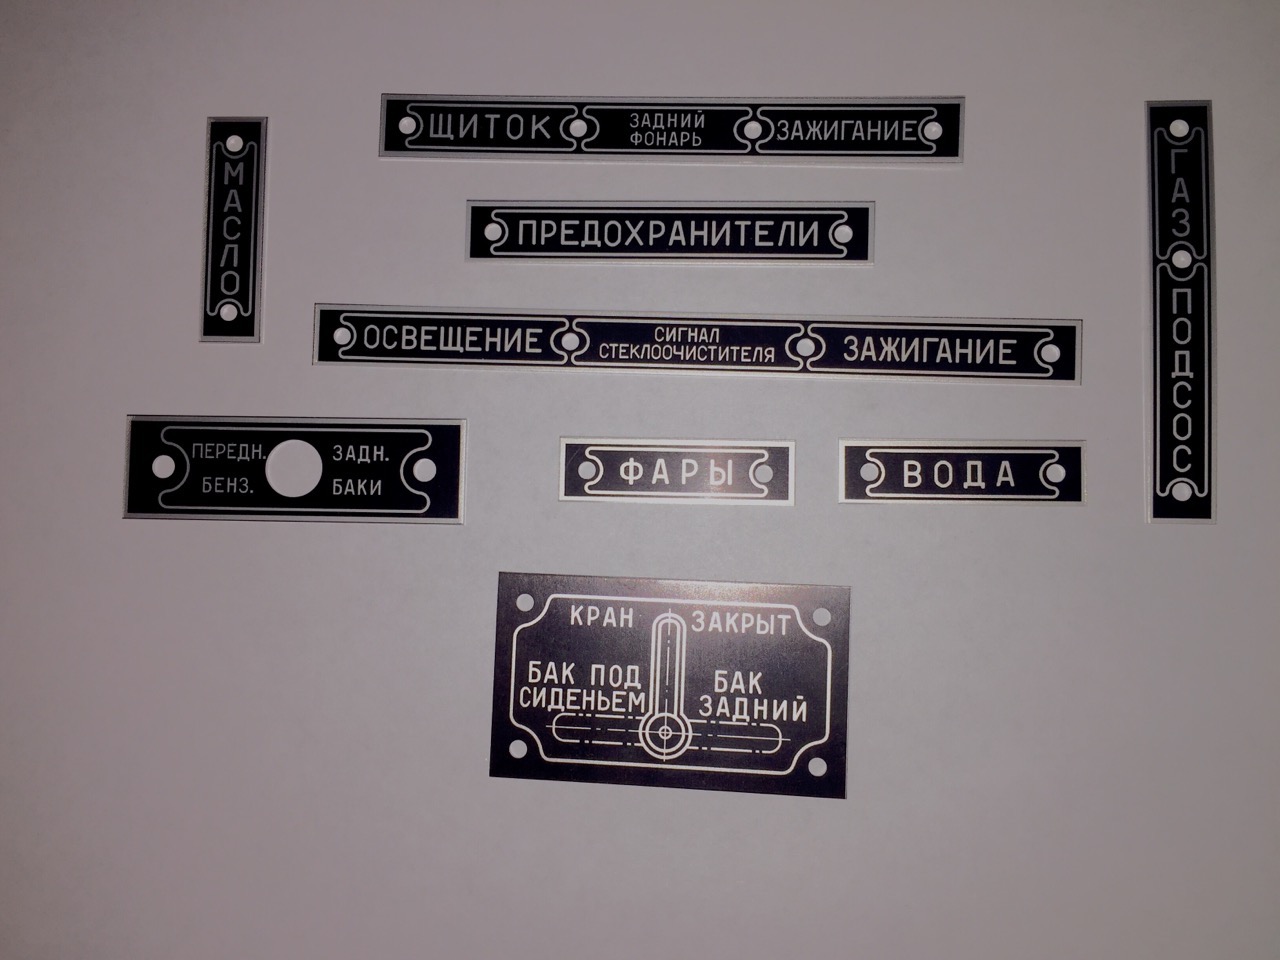 ЩИТОК
ЗАДНИЙ
ФОНАРЬ
ЗАЖИГАНИЕ
МАСЛО
ПРЕДОХРАНИТЕЛИ
ГАЗ
ПОДСОС
ОСВЕЩЕНИЕ
СИГНАЛ
СТЕКЛООЧИСТИТЕЛЯ
ЗАЖИГАНИЕ
ПЕРЕДН. ЗАДН.
БЕНЗ. БАКИ
ФАРЫ
ВОДА
КРАН ЗАКРЫТ
БАК ПОД
СИДЕНЬЕМ
БАК
ЗАДНИЙ